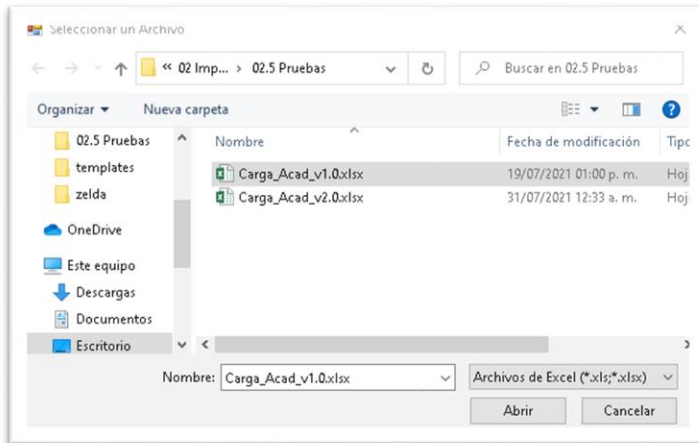 Seleccionar un Archivo
« 02 Imp... > 02.5 Pruebas
Buscar en 02.5 Pruebas
Organizar
Nueva carpeta
02.5 Pruebas
templates
zelda
OneDrive
Este equipo
Descargas
Documentos
Escritorio
Nombre
Fecha de modificación
Tipo
Carga_Acad_v1.0.xlsx
19/07/2021 01:00 p. m.
Hoj
Carga_Acad_v2.0.xlsx
31/07/2021 12:33 a. m.
Hoj
Nombre:
Carga_Acad_v1.0.xlsx
Archivos de Excel (*.xls;*.xlsx)
Abrir
Cancelar